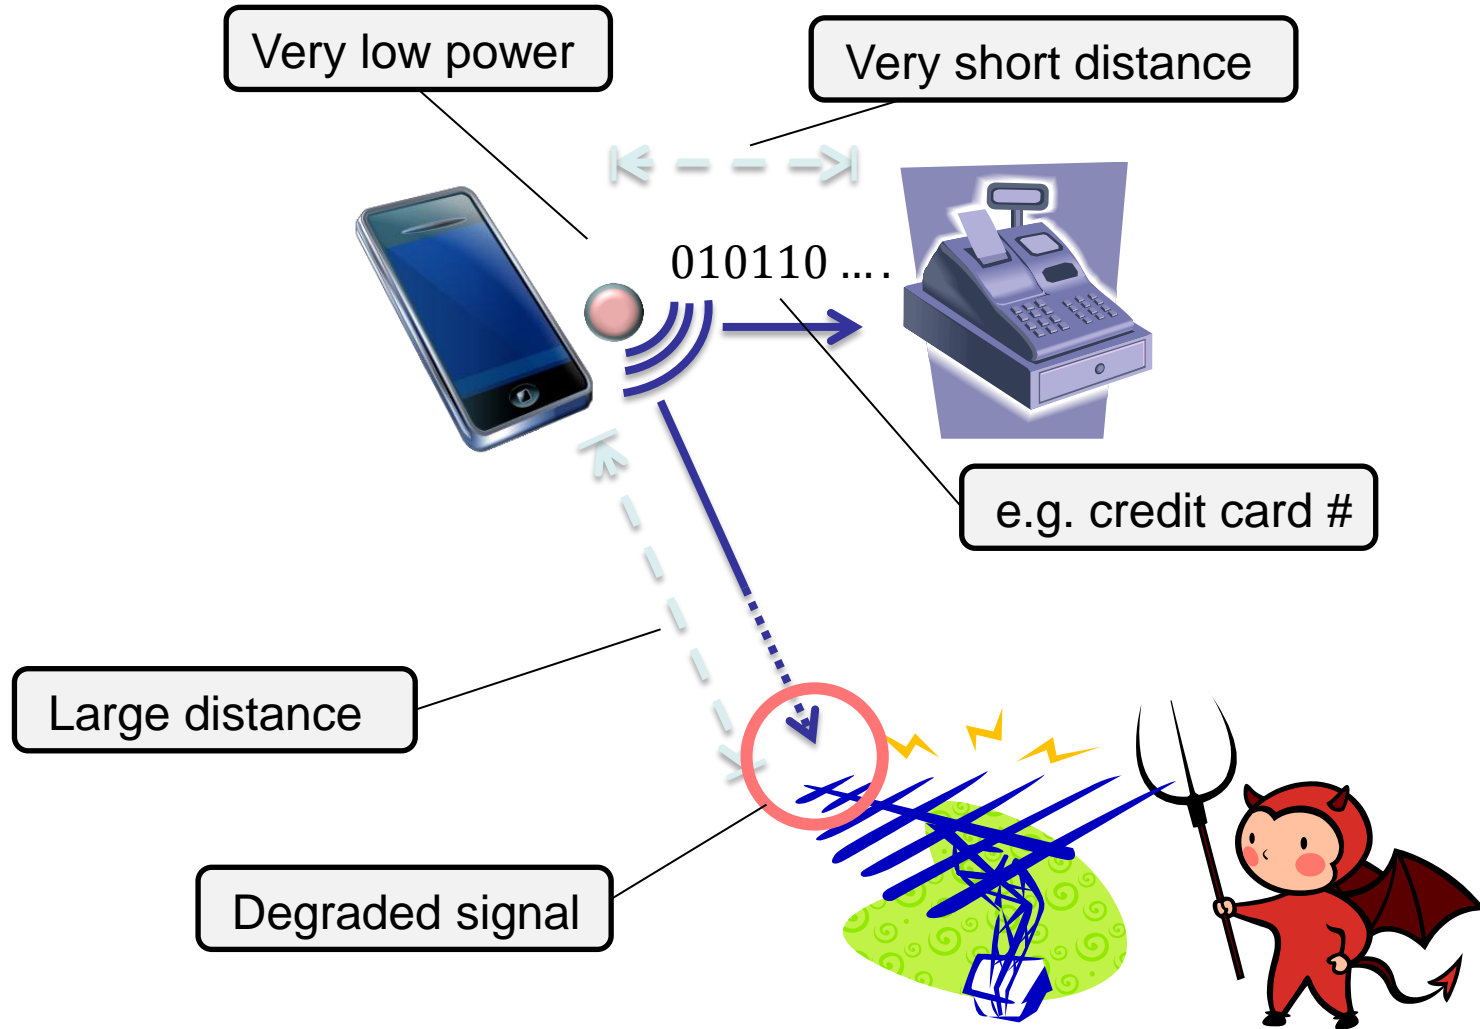 Very low power
Very short distance
010110 ....
e.g. credit card #
Large distance
Degraded signal